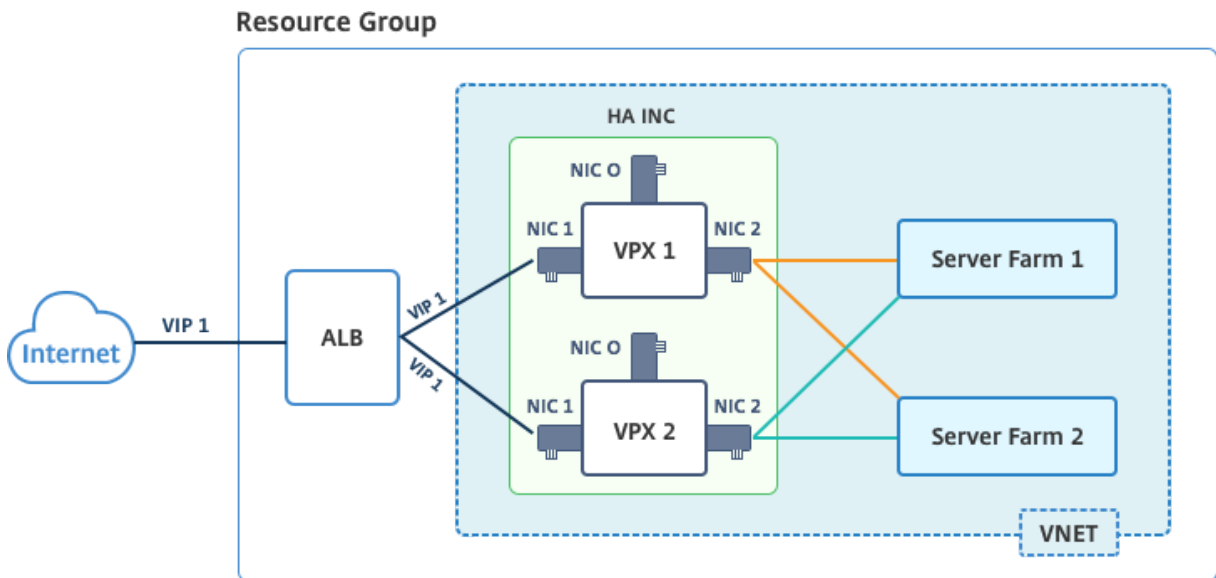 Resource Group
HA INC
NIC O
NIC 1
VPX 1
NIC 2
Server Farm 1
VIP 1
Internet
VIP 1
ALB
VIP 1
NIC O
NIC 1
VPX 2
NIC 2
Server Farm 2
VNET